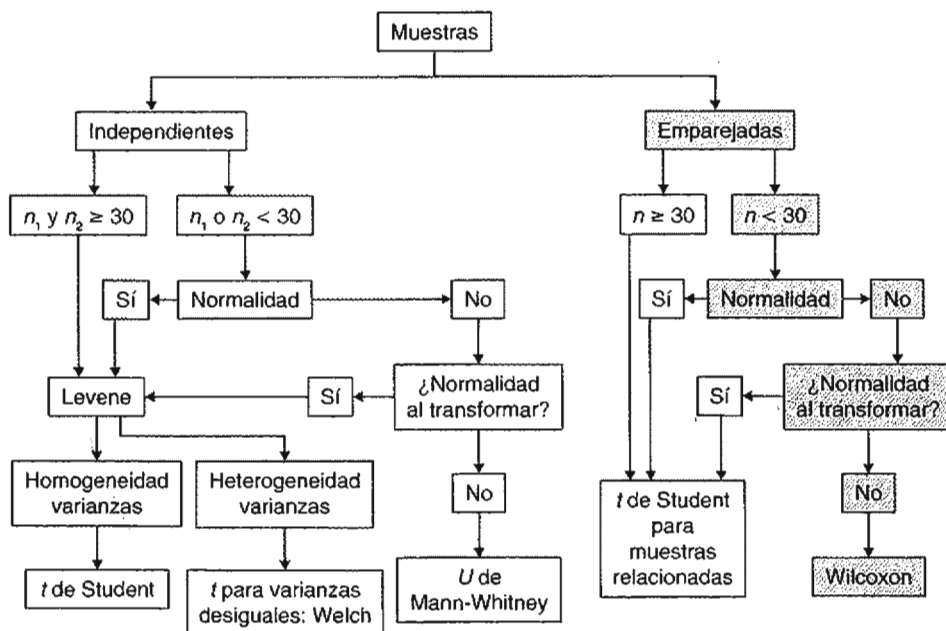 Muestras
Independientes
Emparejadas
n₁ y n₂ ≥ 30
n₁ o n₂ < 30
n ≥ 30
n < 30
Sí
Normalidad
No
Sí
Normalidad
No
Levene
Sí
¿Normalidad
al transformar?
Sí
¿Normalidad
al transformar?
Homogeneidad
varianzas
Heterogeneidad
varianzas
No
t de Student
para
muestras
relacionadas
No
t de Student
t para varianzas
desiguales: Welch
U de
Mann-Whitney
Wilcoxon